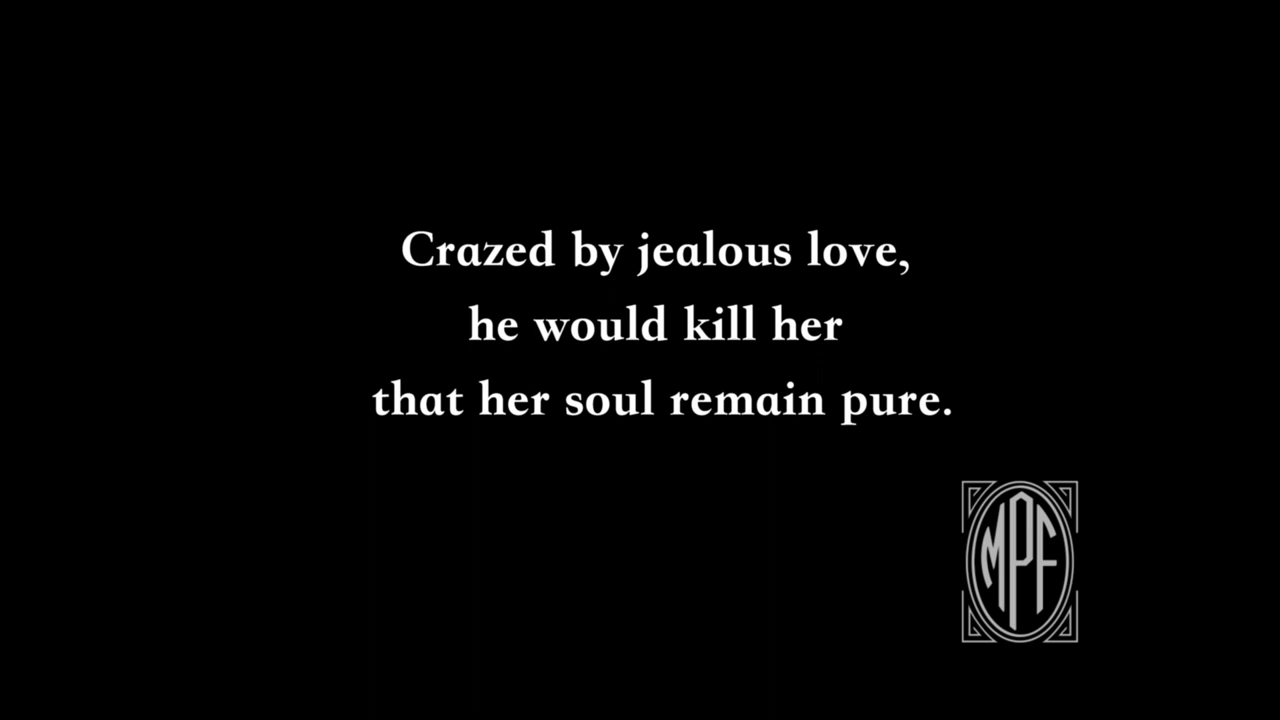 Crazed by jealous love,
he would kill her
that her soul remain pure.
MPF